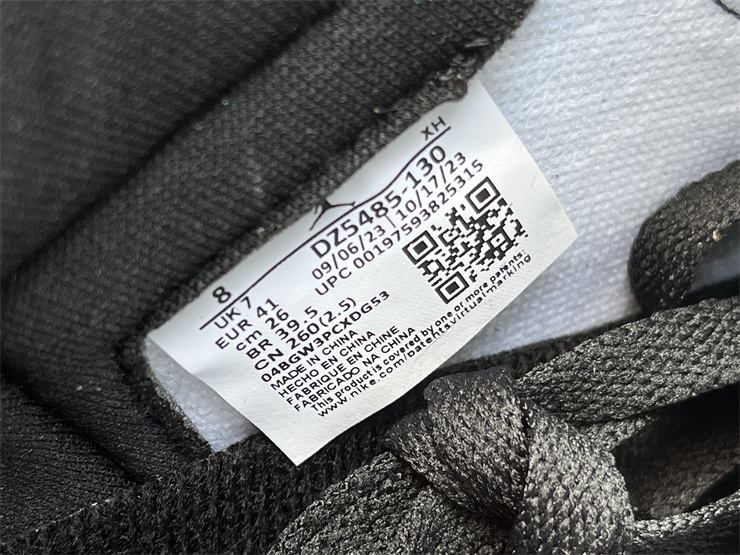 XH
DZ5485-130
09/06/23 | 10/17/23
UPC 00197593825315
8
UK 7
EUR 41
cm 26
BR 39.5
CN 260(2.5)
04BGW3PCXDG53
MADE IN CHINA
HECHO EN CHINA
FABRIQUE EN CHINE
FABRICADO NA CHINA
This product is covered by one or more patents
www.nike.com/patentsvirtualmarking